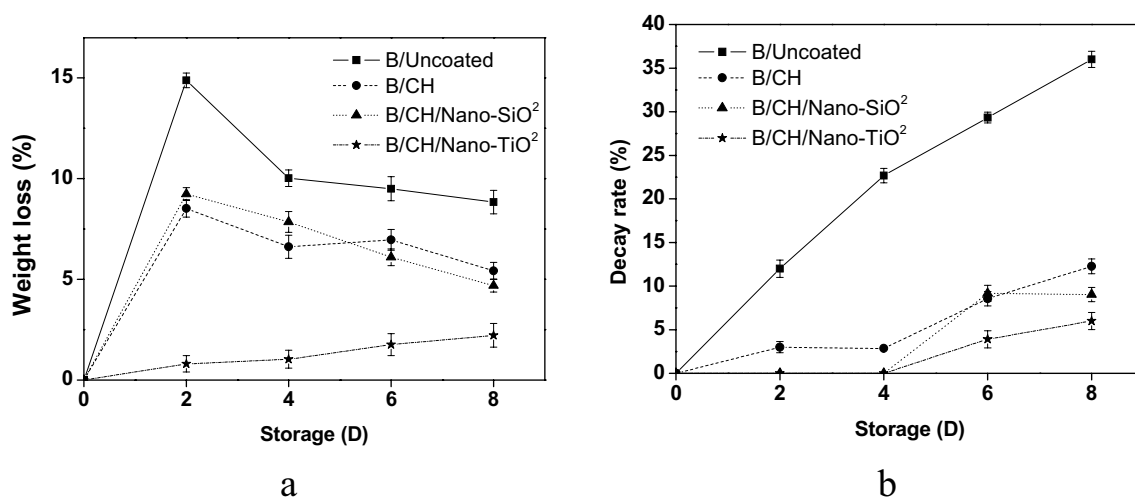 B/Uncoated
B/CH
B/CH/Nano-SiO²
B/CH/Nano-TiO²
Weight loss (%)
15
10
5
0
0 2 4 6 8
Storage (D)
a
B/Uncoated
B/CH
B/CH/Nano-SiO²
B/CH/Nano-TiO²
Decay rate (%)
40
35
30
25
20
15
10
5
0
0 2 4 6 8
Storage (D)
b